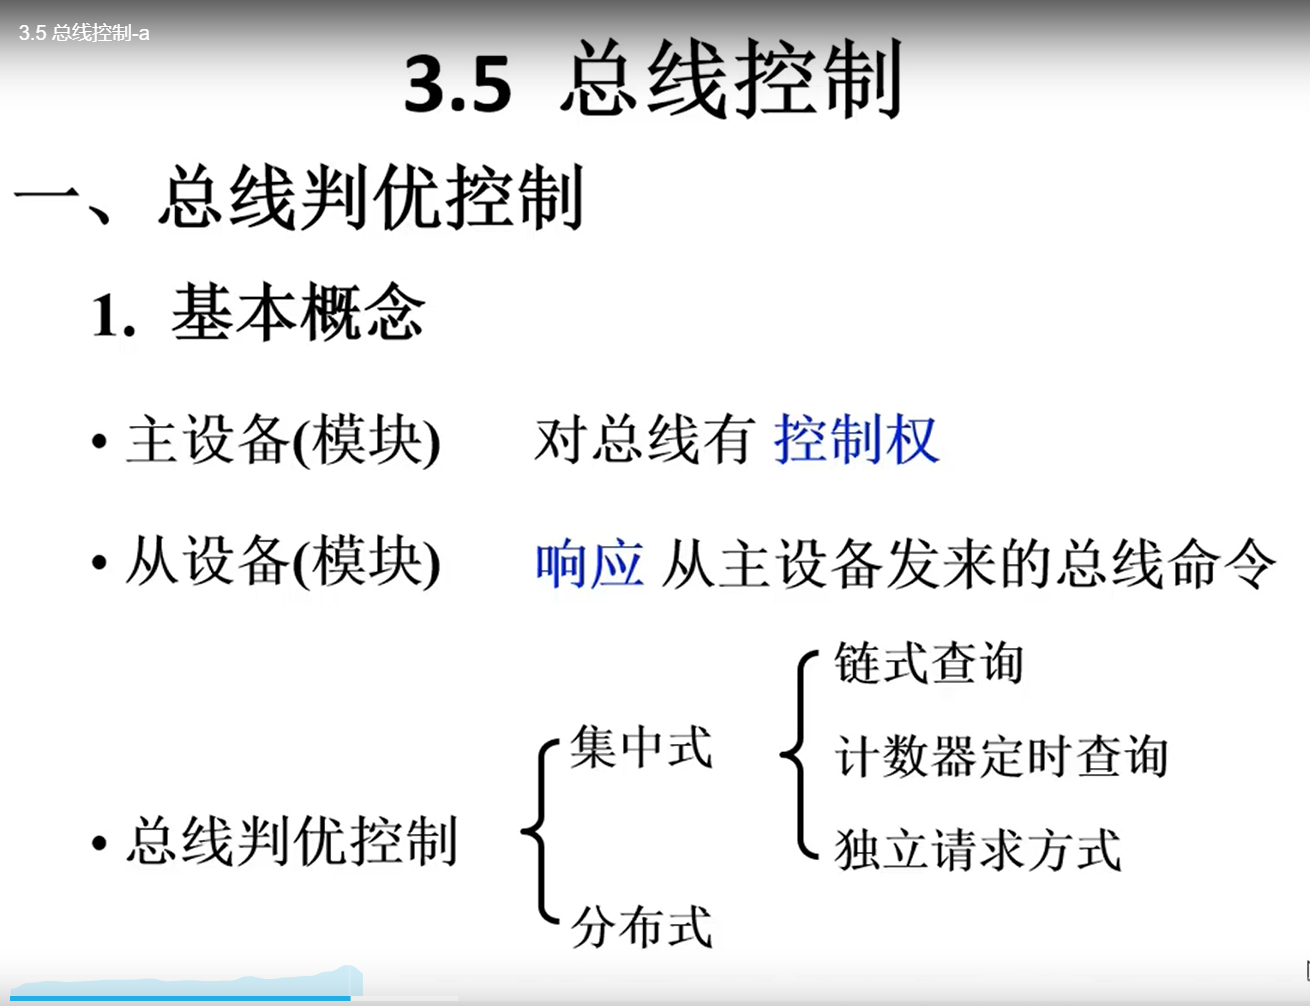 3.5 总线控制-a
3.5 总线控制
一、总线判优控制
1. 基本概念
• 主设备(模块) 对总线有 控制权
• 从设备(模块) 响应 从主设备发来的总线命令
• 总线判优控制
集中式
链式查询
计数器定时查询
独立请求方式
分布式